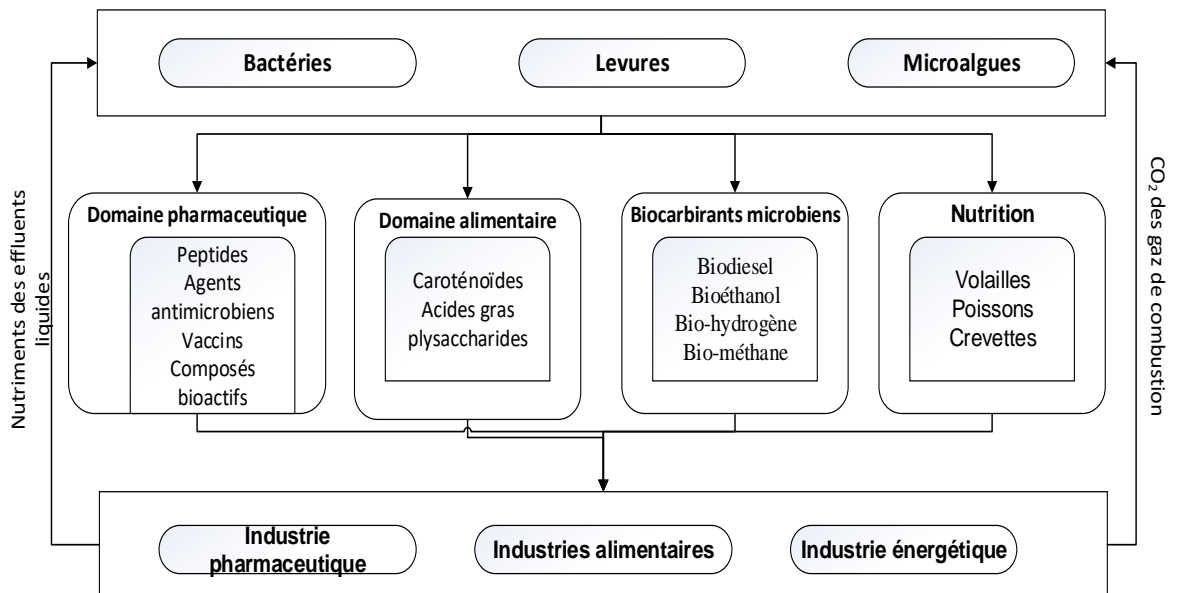 Bactéries
Levures
Microalgues
Nutriments des effluents
liquides
CO₂ des gaz de combustion
Domaine pharmaceutique
Peptides
Agents
antimicrobiens
Vaccins
Composés
bioactifs
Domaine alimentaire
Caroténoïdes
Acides gras
plysaccharides
Biocarbirants microbiens
Biodiesel
Bioéthanol
Bio-hydrogène
Bio-méthane
Nutrition
Volailles
Poissons
Crevettes
Industrie
pharmaceutique
Industries alimentaires
Industrie énergétique